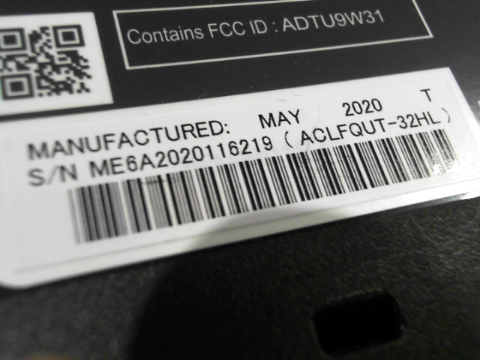 Contains FCC ID : ADTU9W31
MANUFACTURED: MAY 2020 T
S/N ME6A2020116219 (ACLFQUT-32HL)